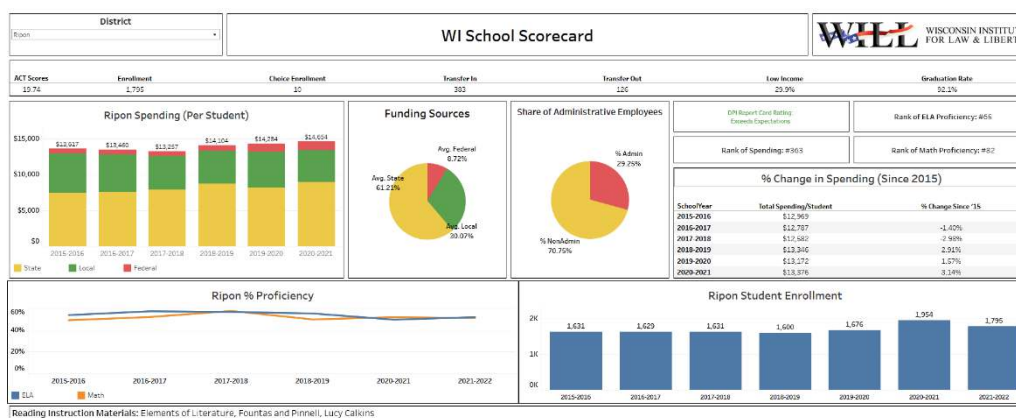 District
Ripon
WI School Scorecard
WILL
WISCONSIN INSTITU
FOR LAW & LIBERT
ACT Scores Enrollment Choice Enrollment Transfer In Transfer Out Low Income Graduation Rate
19.74 1,795 10 383 126 29.9% 92.1%
Ripon Spending (Per Student)
$15,000
$10,000
$5,000
$0
$13,617 $13,460 $13,257 $14,104 $14,284 $14,654
2015-2016 2016-2017 2017-2018 2018-2019 2019-2020 2020-2021
State Local Federal
Funding Sources
Avg. Federal
8.72%
Avg. State
61.21%
Avg. Local
30.07%
Share of Administrative Employees
% Admin
29.25%
% NonAdmin
70.75%
DPI Report Card Rating:
Exceeds Expectations
Rank of ELA Proficiency: #65
Rank of Spending: #363
Rank of Math Proficiency: #82
% Change in Spending (Since 2015)
SchoolYear Total Spending/Student % Change Since '15
2015-2016 $12,969
2016-2017 $12,787 -1.40%
2017-2018 $12,582 -2.98%
2018-2019 $13,346 2.91%
2019-2020 $13,172 1.57%
2020-2021 $13,376 3.14%
Ripon % Proficiency
60%
40%
20%
0%
2015-2016 2016-2017 2017-2018 2018-2019 2020-2021 2021-2022
ELA Math
Ripon Student Enrollment
2K
1K
0K
1,631 1,629 1,631 1,600 1,676 1,954 1,795
2015-2016 2016-2017 2017-2018 2018-2019 2019-2020 2020-2021 2021-2022
Reading Instruction Materials: Elements of Literature, Fountas and Pinnell, Lucy Calkins